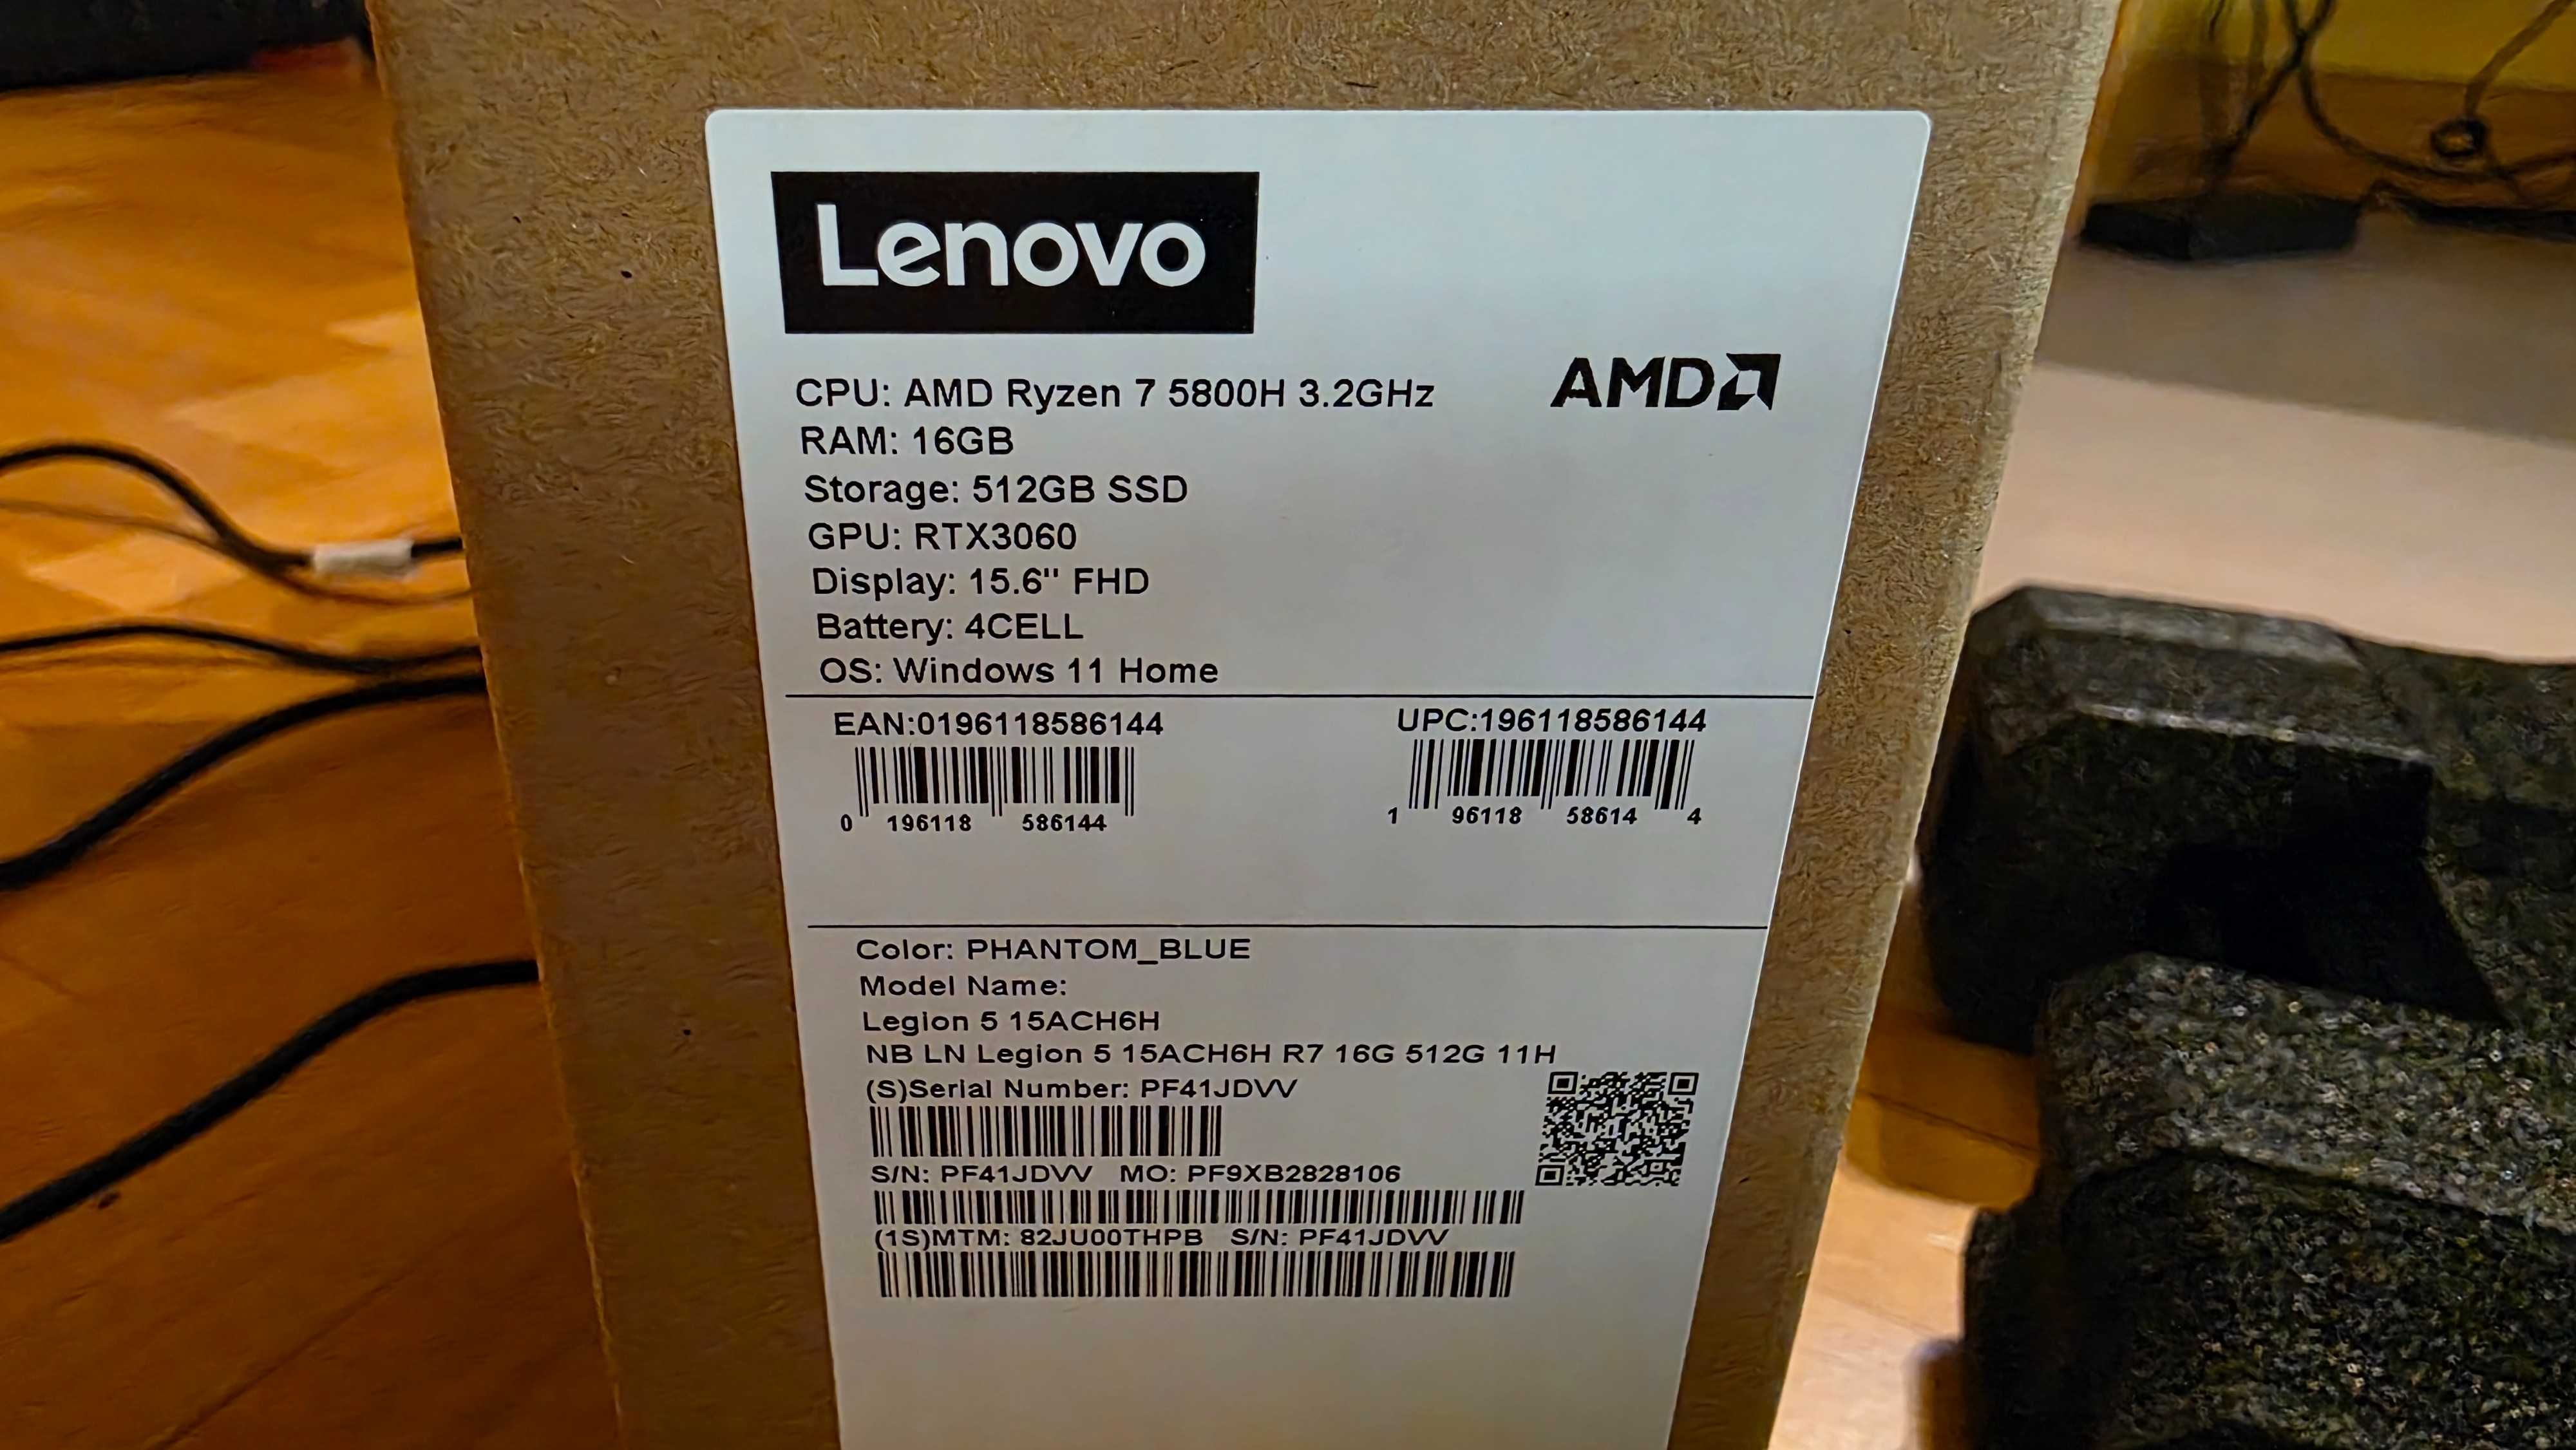 Lenovo
CPU: AMD Ryzen 7 5800H 3.2GHz
AMD
RAM: 16GB
Storage: 512GB SSD
GPU: RTX3060
Display: 15.6" FHD
Battery: 4CELL
OS: Windows 11 Home
EAN:0196118586144
UPC:196118586144
0 196118 586144
1 96118 58614 4
Color: PHANTOM_BLUE
Model Name:
Legion 5 15ACH6H
NB LN Legion 5 15ACH6H R7 16G 512G 11H
(S)Serial Number: PF41JDVV
S/N: PF41JDVV MO: PF9XB2828106
(1S)MTM: 82JU00THPB S/N: PF41JDVV